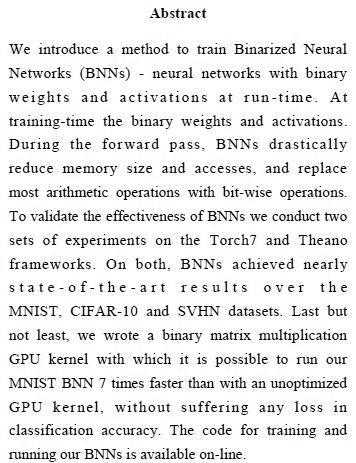 Abstract
We introduce a method to train Binarized Neural
Networks (BNNs) - neural networks with binary
weights and activations at run-time. At
training-time the binary weights and activations.
During the forward pass, BNNs drastically
reduce memory size and accesses, and replace
most arithmetic operations with bit-wise operations.
To validate the effectiveness of BNNs we conduct two
sets of experiments on the Torch7 and Theano
frameworks. On both, BNNs achieved nearly
state-of-the-art results over the
MNIST, CIFAR-10 and SVHN datasets. Last but
not least, we wrote a binary matrix multiplication
GPU kernel with which it is possible to run our
MNIST BNN 7 times faster than with an unoptimized
GPU kernel, without suffering any loss in
classification accuracy. The code for training and
running our BNNs is available on-line.